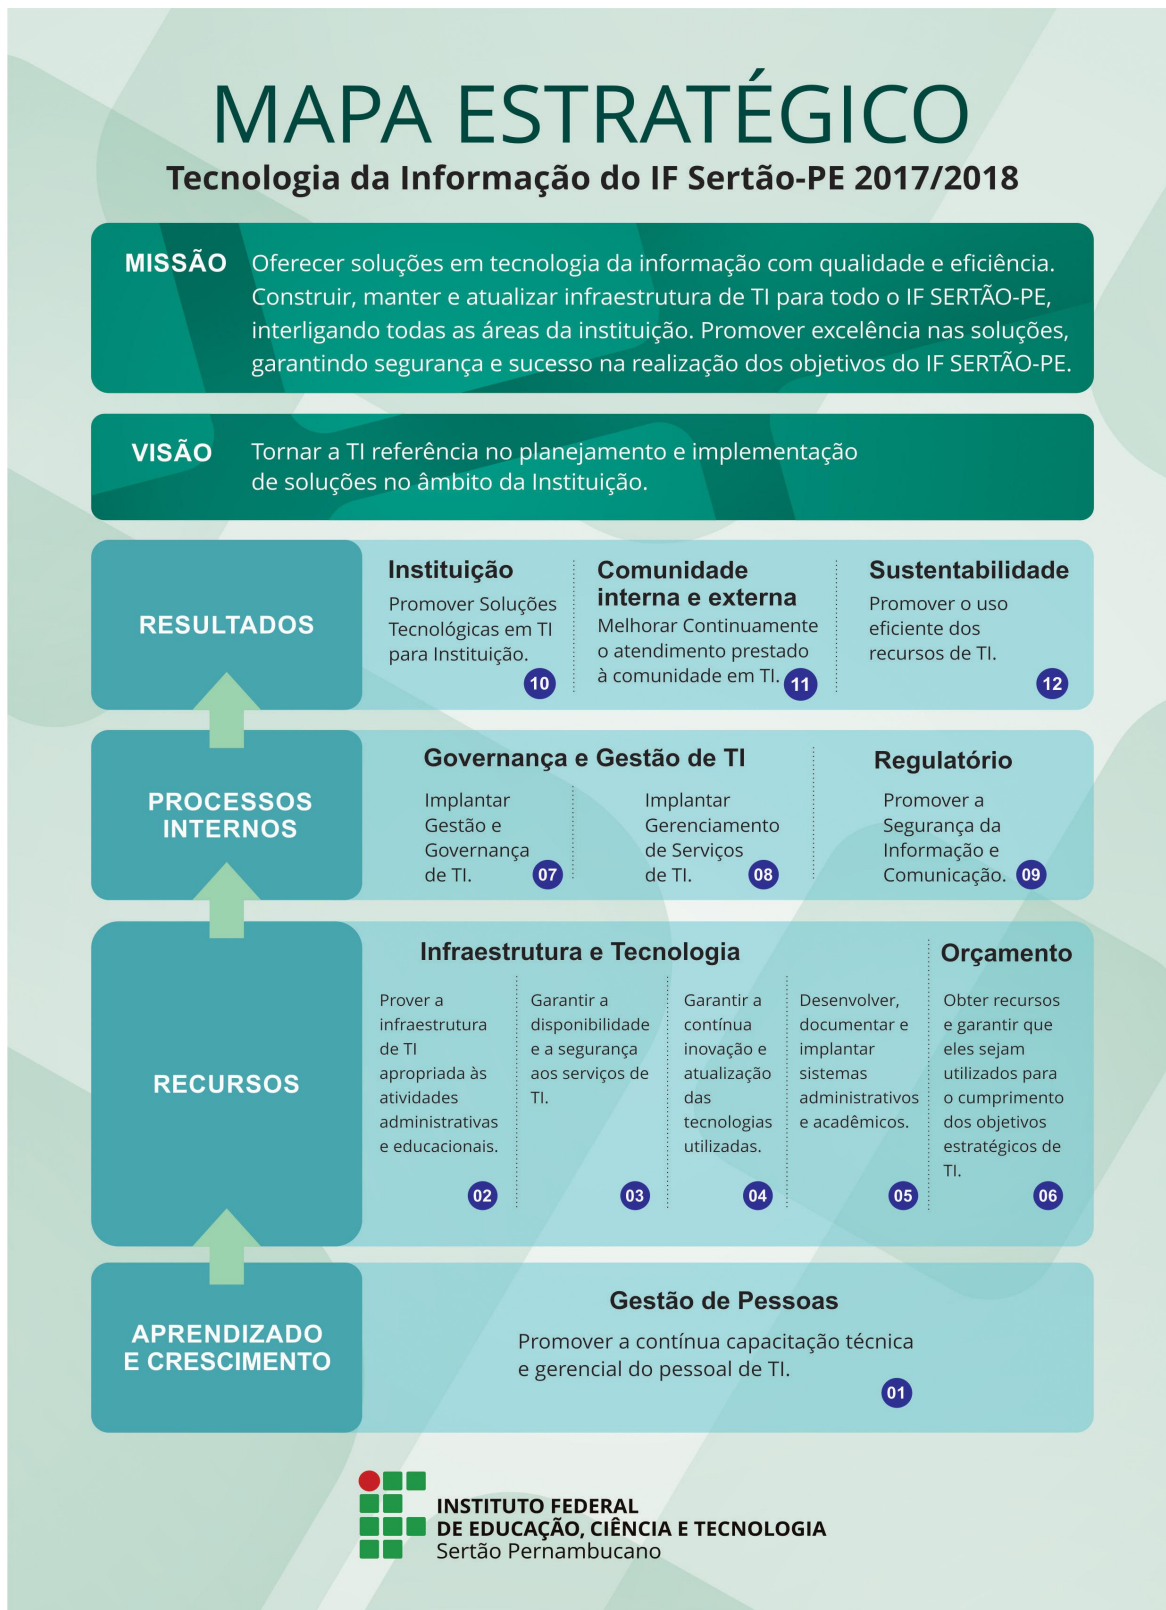 MAPA ESTRATÉGICO
Tecnologia da Informação do IF Sertão-PE 2017/2018
MISSÃO
Oferecer soluções em tecnologia da informação com qualidade e eficiência.
Construir, manter e atualizar infraestrutura de TI para todo o IF SERTÃO-PE,
interligando todas as áreas da instituição. Promover excelência nas soluções,
garantindo segurança e sucesso na realização dos objetivos do IF SERTÃO-PE.
VISÃO
Tornar a TI referência no planejamento e implementação
de soluções no âmbito da Instituição.
RESULTADOS
Instituição
Promover Soluções
Tecnológicas em TI
para Instituição.
10
Comunidade
interna e externa
Melhorar Continuamente
o atendimento prestado
à comunidade em TI.
11
Sustentabilidade
Promover o uso
eficiente dos
recursos de TI.
12
PROCESSOS
INTERNOS
Governança e Gestão de TI
Implantar
Gestão e
Governança
de TI.
07
Implantar
Gerenciamento
de Serviços
de TI.
08
Regulatório
Promover a
Segurança da
Informação e
Comunicação.
09
RECURSOS
Infraestrutura e Tecnologia
Prover a
infraestrutura
de TI
apropriada às
atividades
administrativas
e educacionais.
02
Garantir a
disponibilidade
e a segurança
aos serviços de
TI.
03
Garantir a
contínua
inovação e
atualização
das
tecnologias
utilizadas.
04
Desenvolver,
documentar e
implantar
sistemas
administrativos
e acadêmicos.
05
Orçamento
Obter recursos
e garantir que
eles sejam
utilizados para
o cumprimento
dos objetivos
estratégicos de
TI.
06
APRENDIZADO
E CRESCIMENTO
Gestão de Pessoas
Promover a contínua capacitação técnica
e gerencial do pessoal de TI.
01
INSTITUTO FEDERAL
DE EDUCAÇÃO, CIÊNCIA E TECNOLOGIA
Sertão Pernambucano